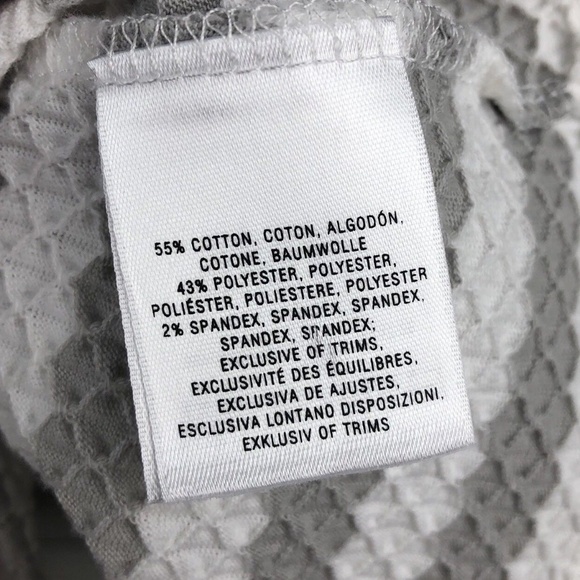 55% COTTON, COTON, ALGODÓN,
COTONE, BAUMWOLLE
43% POLYESTER, POLYESTER,
POLIÉSTER, POLIESTERE, POLYESTER
2% SPANDEX, SPANDEX, SPANDEX,
SPANDEX, SPANDEX;
EXCLUSIVE OF TRIMS,
EXCLUSIVITÉ DES ÉQUILIBRES,
EXCLUSIVA DE AJUSTES,
ESCLUSIVA LONTANO DISPOSIZIONI,
EXKLUSIV OF TRIMS